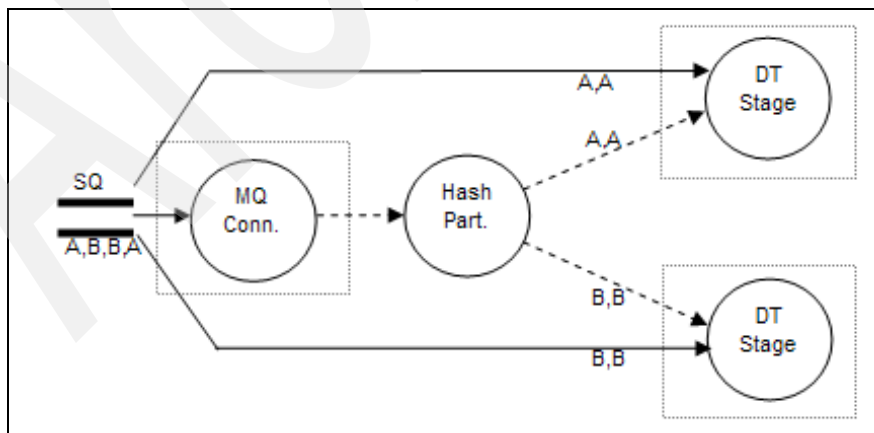 DT
Stage
A,A
A,A
SQ
MQ
Conn.
Hash
Part.
A,B,B,A
B,B
DT
Stage
B,B